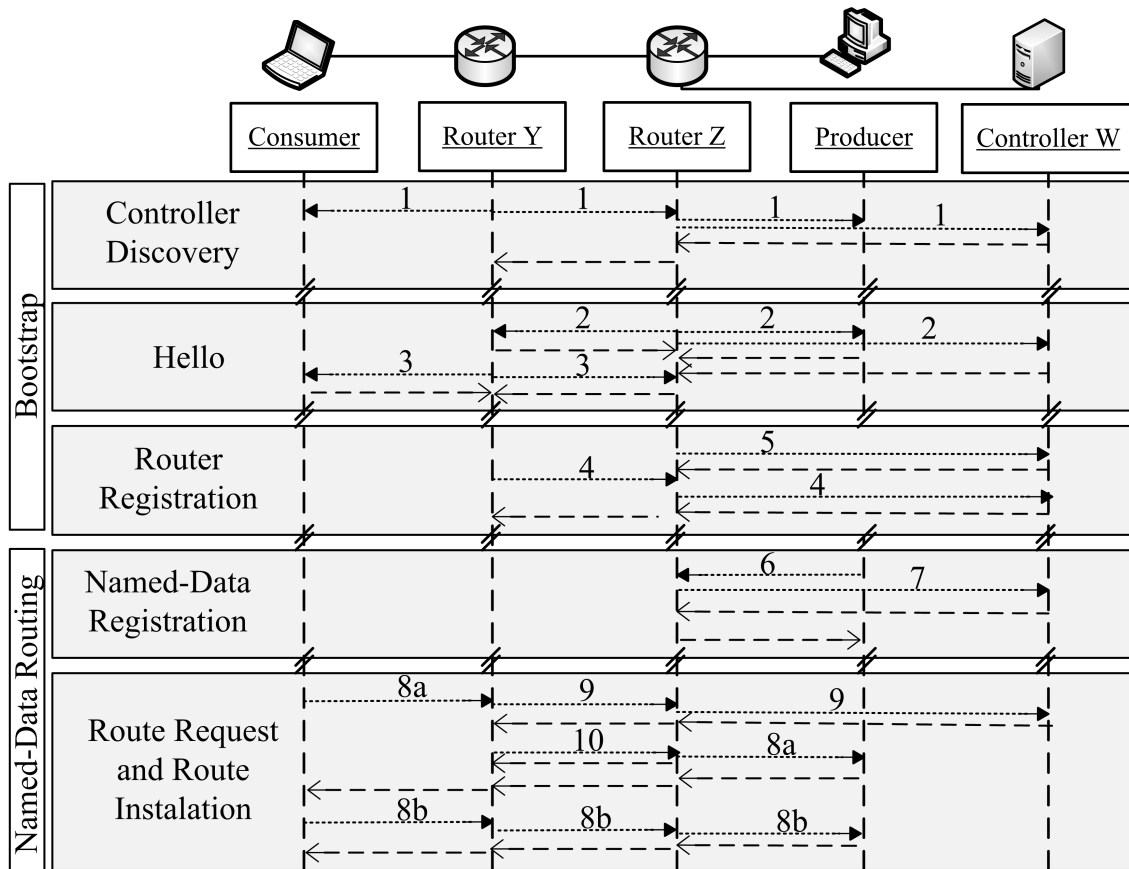 Consumer
Router Y
Router Z
Producer
Controller W
Bootstrap
Controller
Discovery
1
1
1
1
Hello
2
2
2
3
3
Router
Registration
5
4
4
Named-Data Routing
Named-Data
Registration
6
7
Route Request
and Route
Instalation
8a
9
9
10
8a
8b
8b
8b